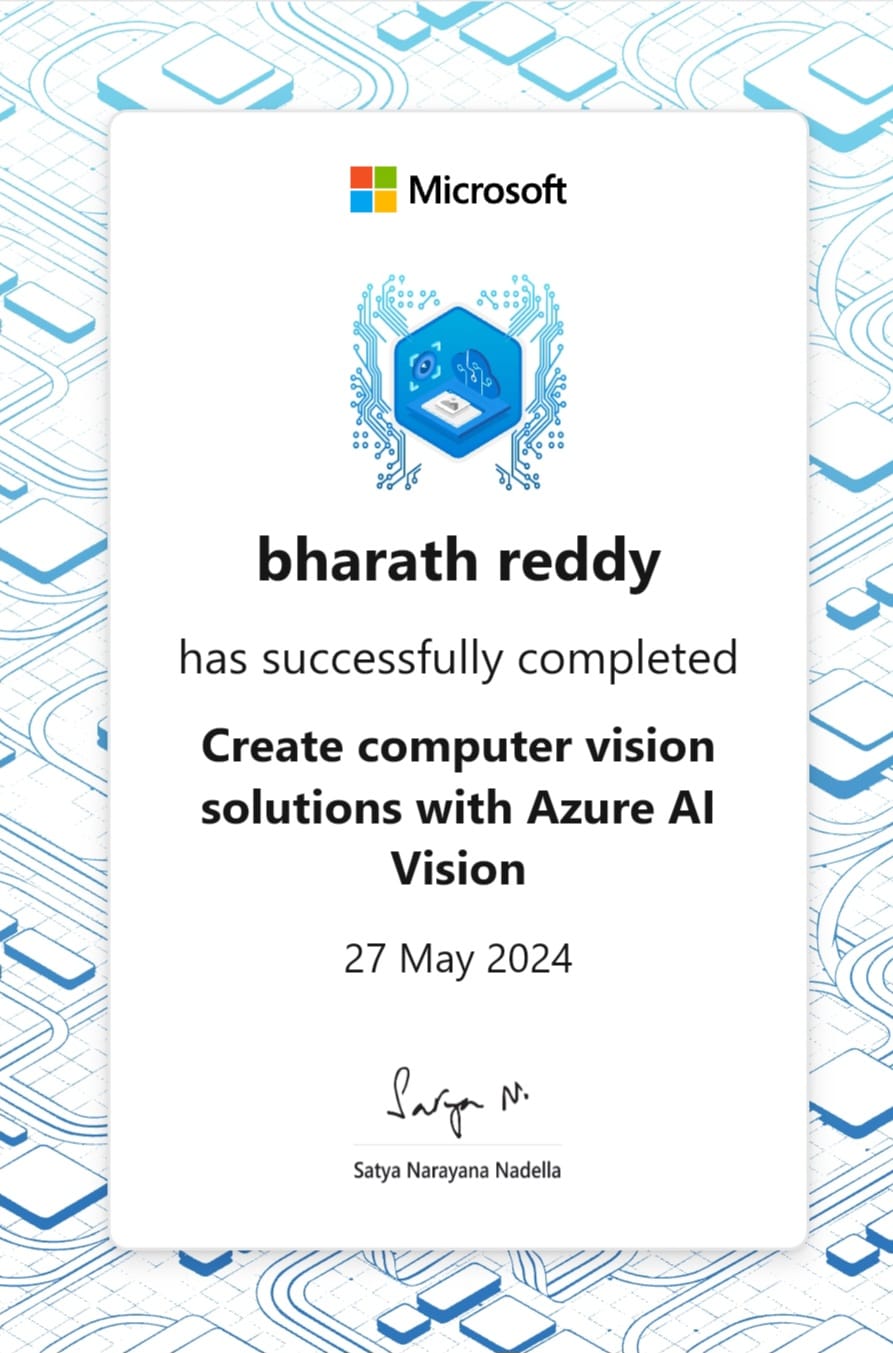 Microsoft
bharath reddy
has successfully completed
Create computer vision
solutions with Azure AI
Vision
27 May 2024
Satya N.
Satya Narayana Nadella